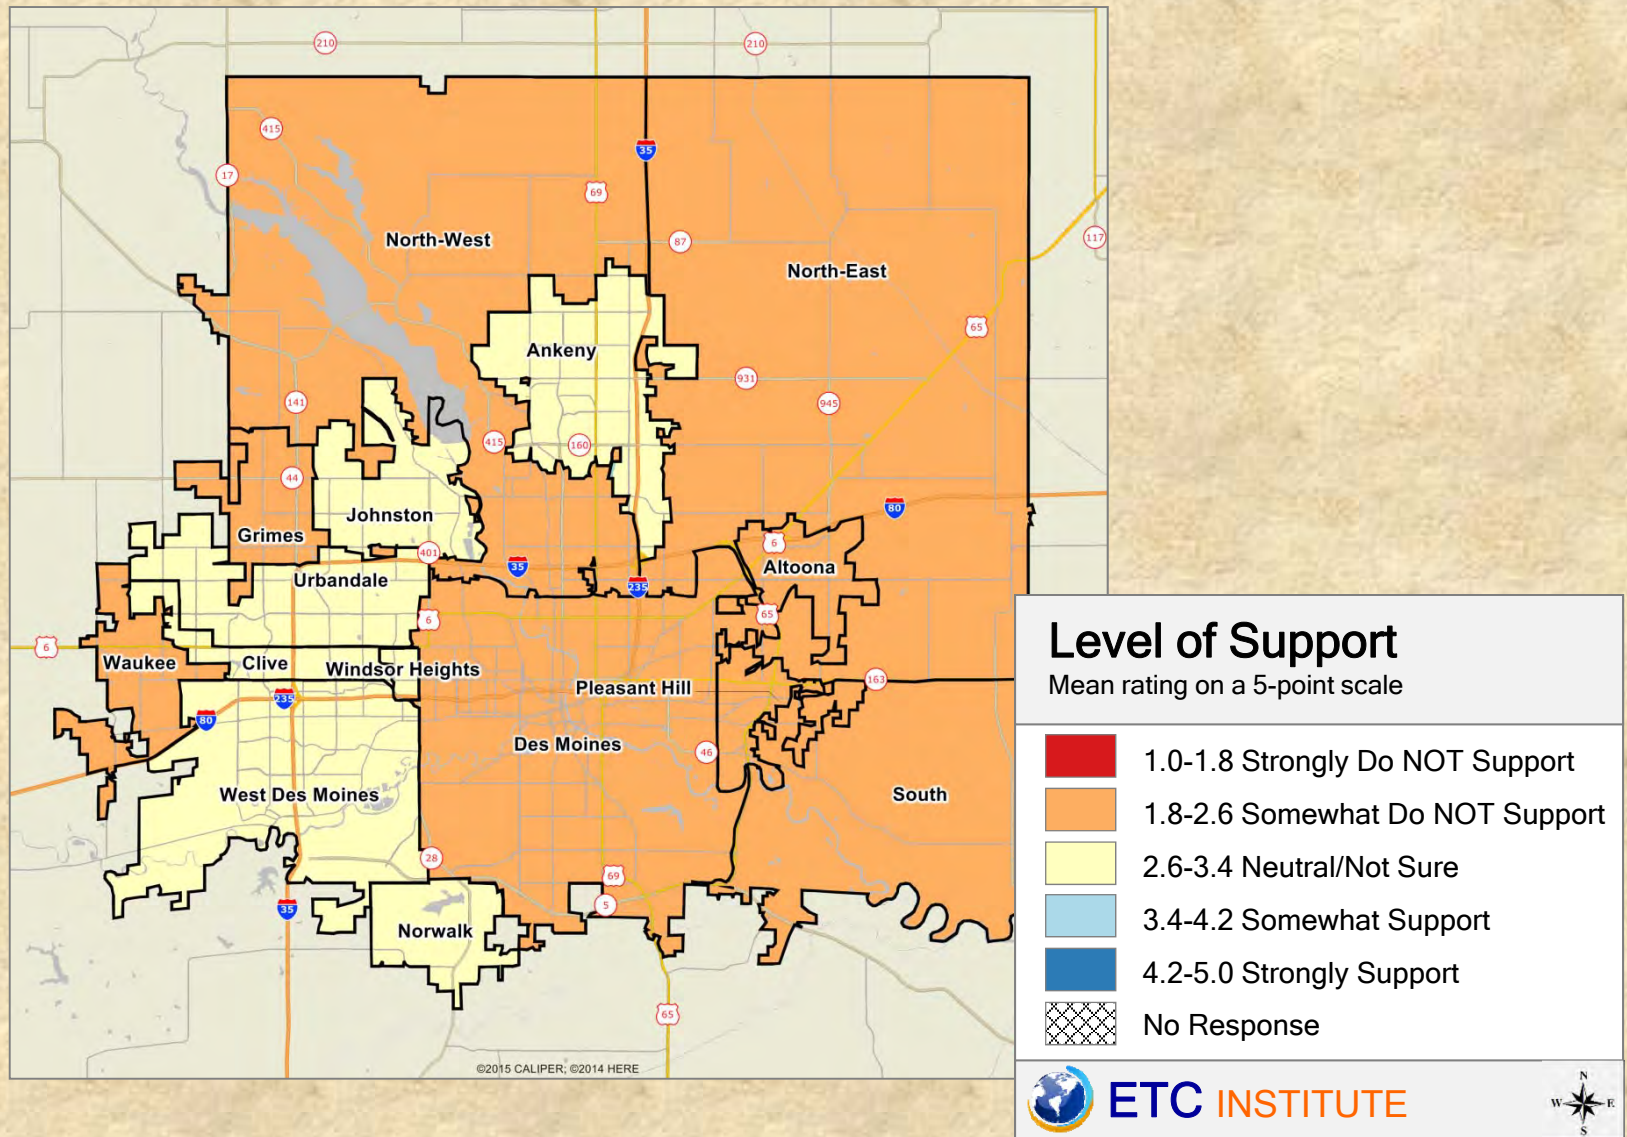 210
210
415
35
17
69
117
North-West
87
North-East
65
Ankeny
931
141
945
415
160
44
80
Johnston
Grimes
6
401
35
Altoona
Urbandale
235
65
6
6
Waukee
Clive
Windsor Heights
163
Pleasant Hill
235
80
Des Moines
46
West Des Moines
South
28
69
5
35
Norwalk
65
©2015 CALIPER; ©2014 HERE
Level of Support
Mean rating on a 5-point scale
1.0-1.8 Strongly Do NOT Support
1.8-2.6 Somewhat Do NOT Support
2.6-3.4 Neutral/Not Sure
3.4-4.2 Somewhat Support
4.2-5.0 Strongly Support
No Response
ETC INSTITUTE
N
W E
S